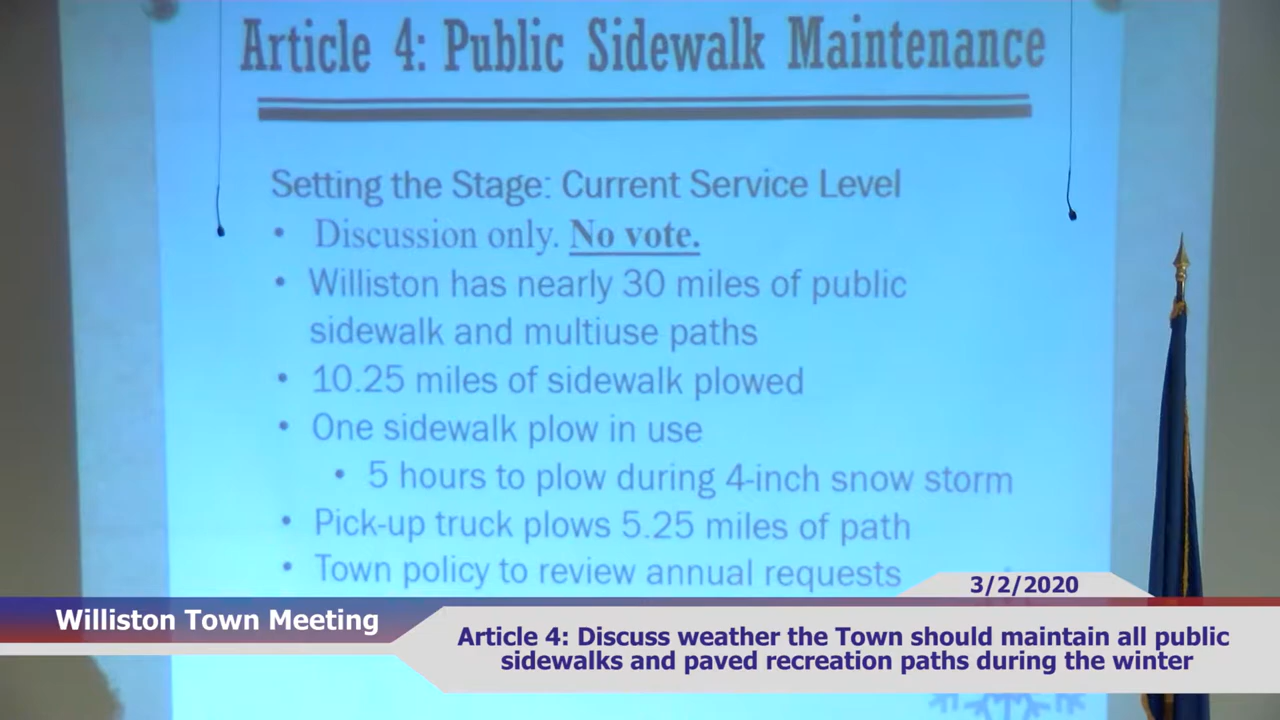 Article 4: Public Sidewalk Maintenance
Setting the Stage: Current Service Level
• Discussion only. No vote.
• Williston has nearly 30 miles of public
sidewalk and multiuse paths
• 10.25 miles of sidewalk plowed
• One sidewalk plow in use
• 5 hours to plow during 4-inch snow storm
• Pick-up truck plows 5.25 miles of path
• Town policy to review annual requests
3/2/2020
Williston Town Meeting
Article 4: Discuss weather the Town should maintain all public
sidewalks and paved recreation paths during the winter